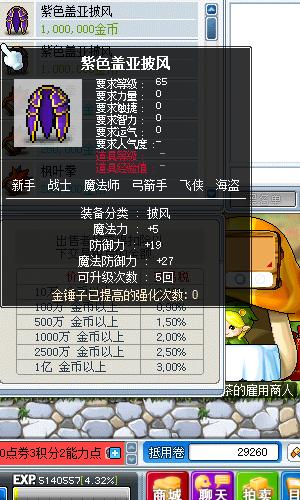 紫色盖亚披风
1,000,000金币
紫色盖亚披风
要求等级 : 65
要求力量 : 0
要求敏捷 : 0
要求智力 : 0
要求运气 : 0
要求人气度 : -
道具等级 : -
道具经验值 : -
新手 战士 魔法师 弓箭手 飞侠 海盗
装备分类 : 披风
魔法力 : +5
防御力 : +19
魔法防御力 : +27
可升级次数 : 5回
金锤子已提高的强化次数: 0
枫叶拳
100万 金币以上 0,50%
500万 金币以上 1,50%
1000万 金币以上 2,00%
2500万 金币以上 2,50%
1亿 金币以上 3,00%
茶的雇用商人
0点券3积分2能力点
抵用卷 29260
EXP. 5140557[4.32%]
商城
聊天
拍卖